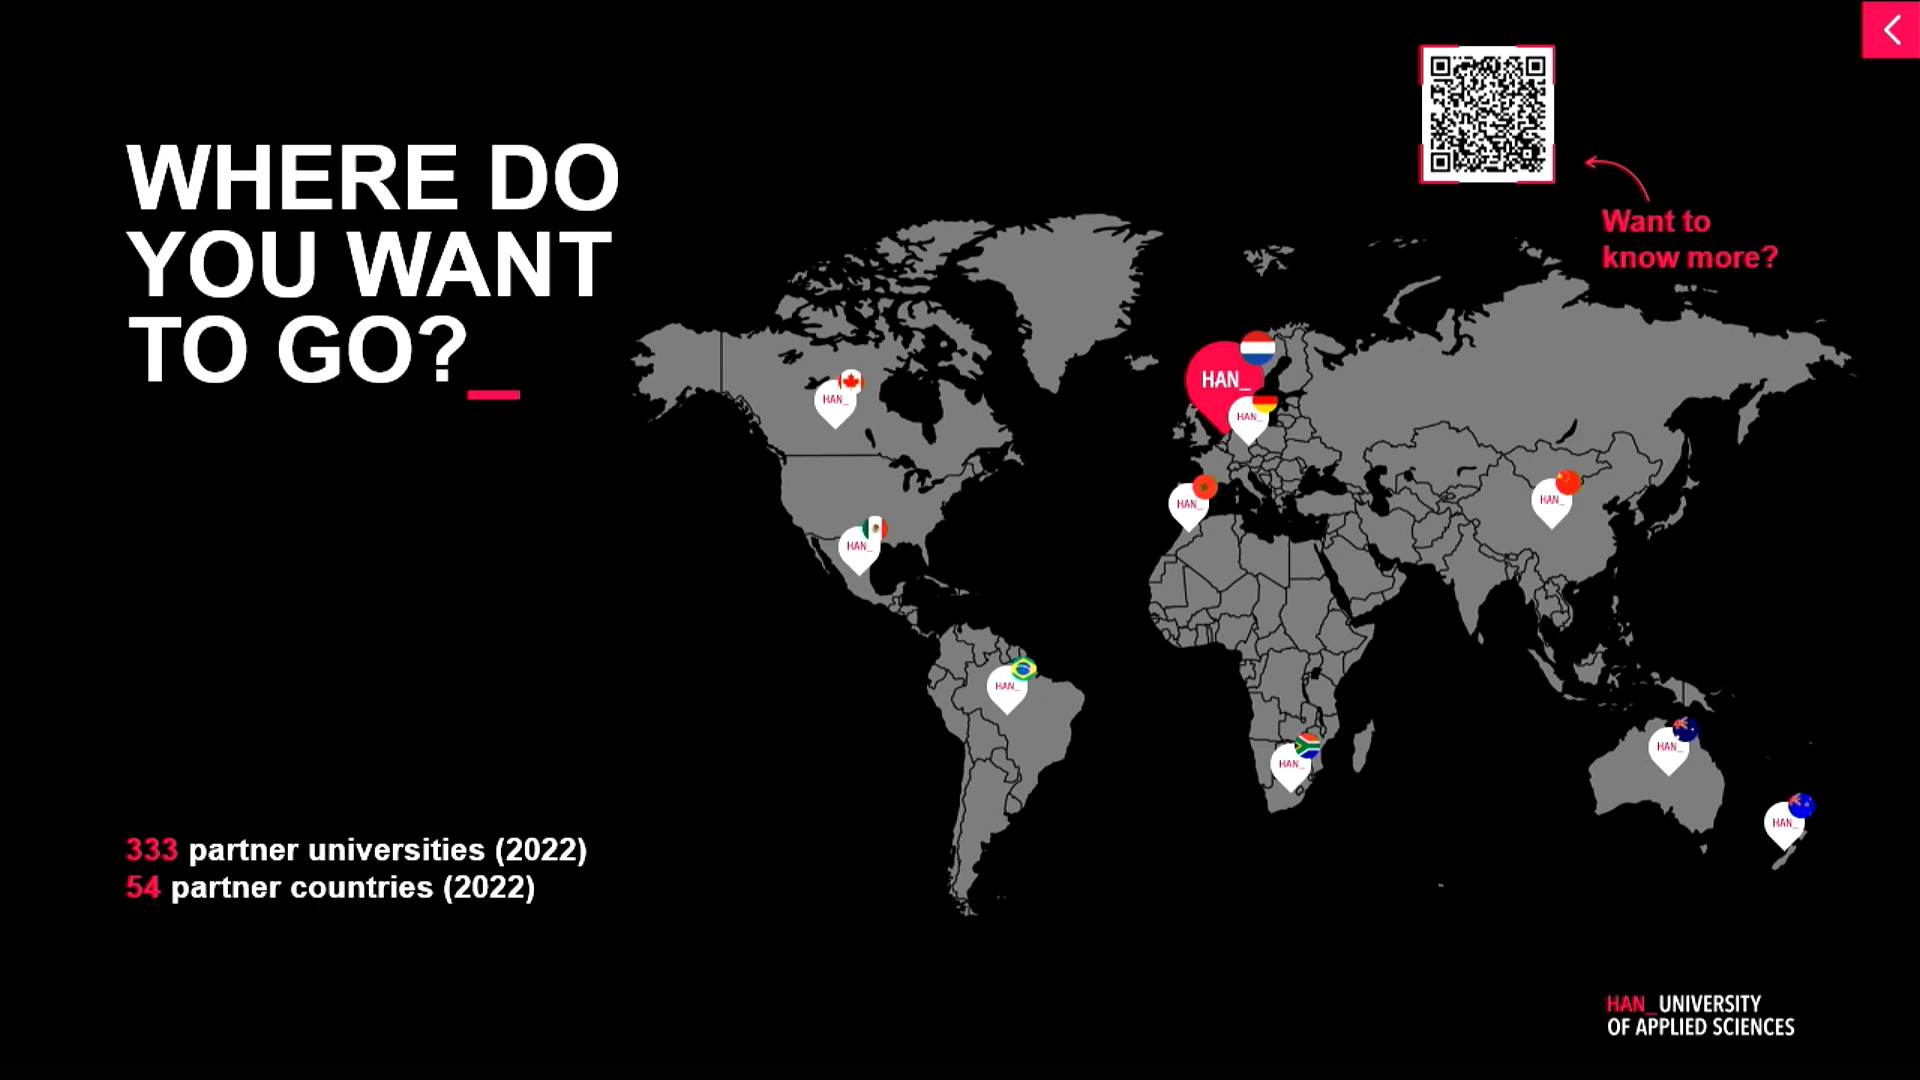 WHERE DO
YOU WANT
TO GO?_
Want to
know more?
HAN_
HAN_
HAN_
HAN_
HAN_
HAN_
HAN_
HAN_
HAN_
HAN_
333 partner universities (2022)
54 partner countries (2022)
HAN_UNIVERSITY
OF APPLIED SCIENCES